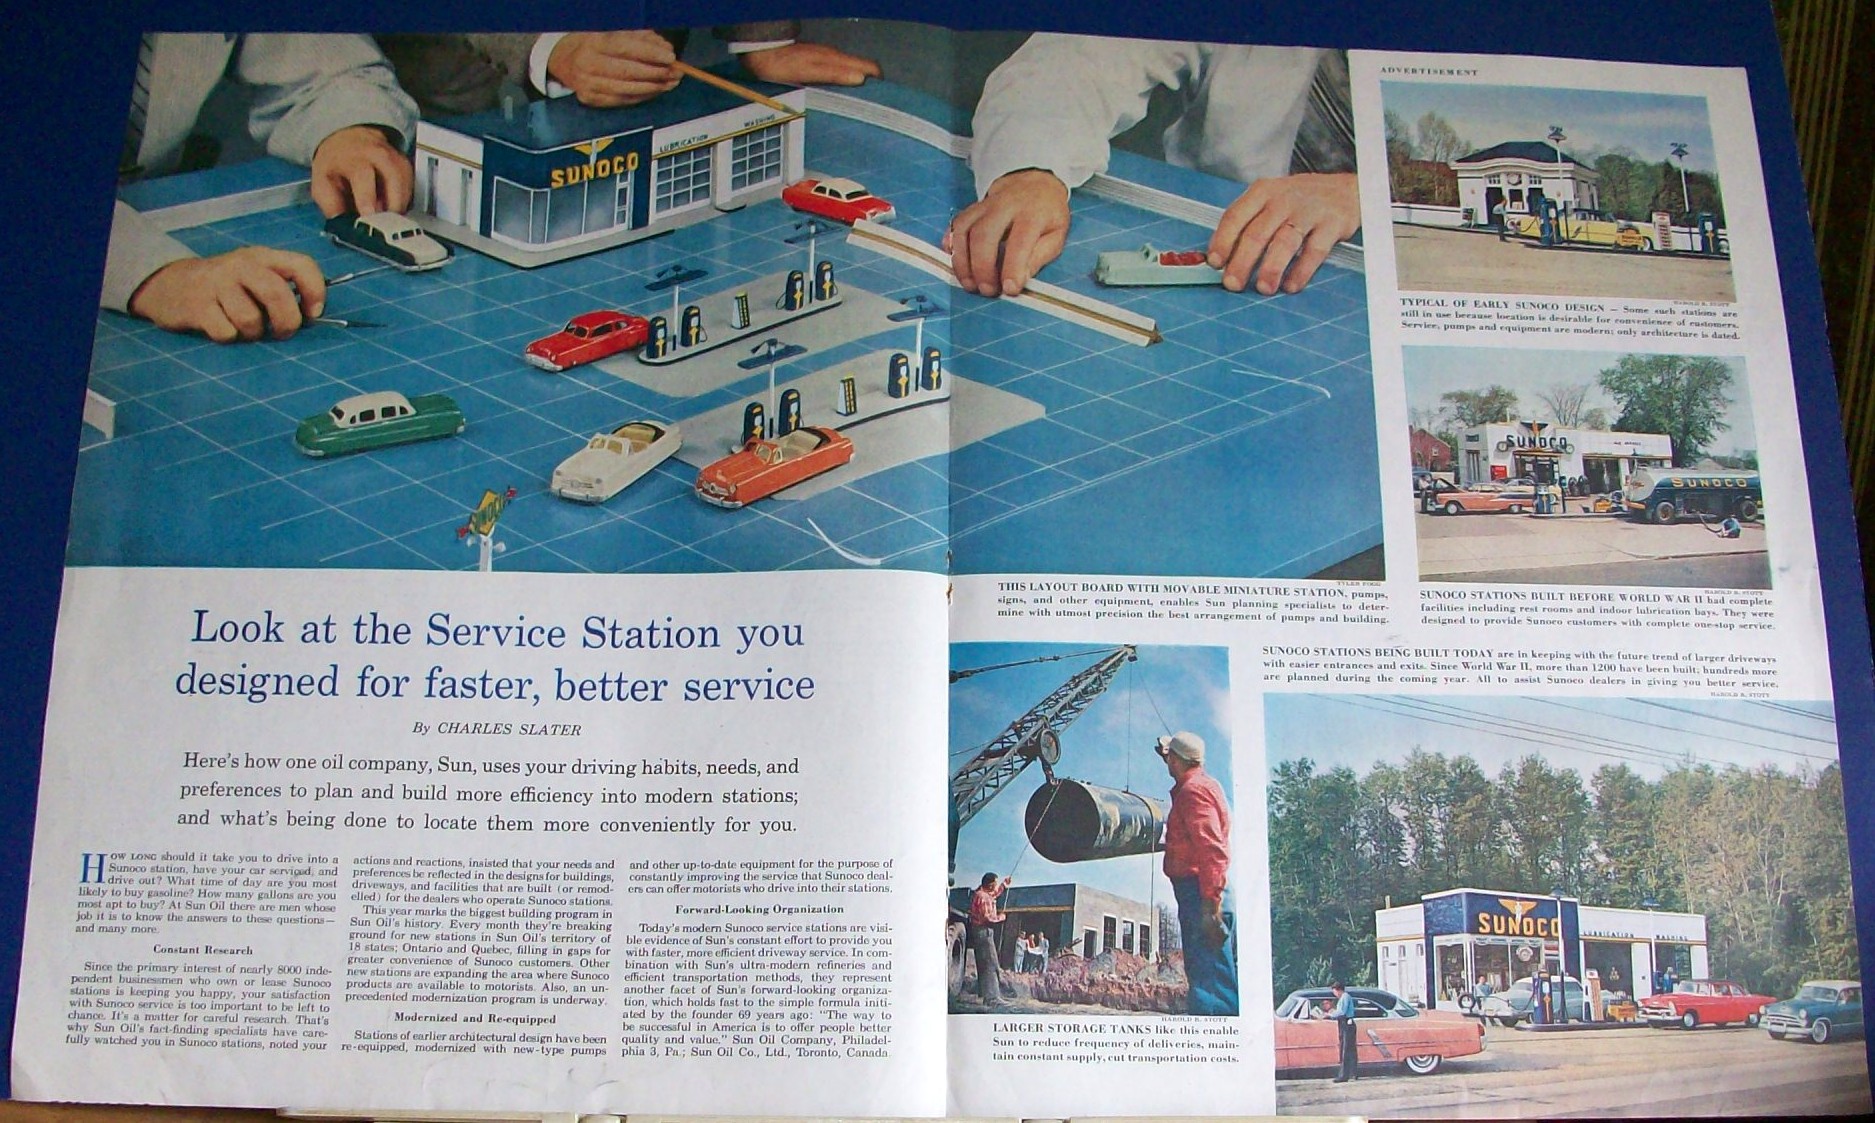 SUNOCO
LUBRICATION
WASHING
SUNOCO
Look at the Service Station you
designed for faster, better service
By CHARLES SLATER
Here's how one oil company, Sun, uses your driving habits, needs, and
preferences to plan and build more efficiency into modern stations;
and what's being done to locate them more conveniently for you.
HOW LONG should it take you to drive into a
Sunoco station, have your car serviced, and
drive out? What time of day are you most
likely to buy gasoline? How many gallons are you
most apt to buy? At Sun Oil there are men whose
job it is to know the answers to these questions—
and many more.
Constant Research
Since the primary interest of nearly 8000 inde-
pendent businessmen who own or lease Sunoco
stations is keeping you happy, your satisfaction
with Sunoco service is too important to be left to
chance. It's a matter for careful research. That's
why Sun Oil's fact-finding specialists have care-
fully watched you in Sunoco stations, noted your
actions and reactions, insisted that your needs and
preferences be reflected in the designs for buildings,
driveways, and facilities that are built (or remod-
elled) for the dealers who operate Sunoco stations.
This year marks the biggest building program in
Sun Oil's history. Every month they're breaking
ground for new stations in Sun Oil's territory of
18 states; Ontario and Quebec, filling in gaps for
greater convenience of Sunoco customers. Other
new stations are expanding the area where Sunoco
products are available to motorists. Also, an un-
precedented modernization program is underway.
Modernized and Re-equipped
Stations of earlier architectural design have been
re-equipped, modernized with new-type pumps
and other up-to-date equipment for the purpose of
constantly improving the service that Sunoco deal-
ers can offer motorists who drive into their stations.
Forward-Looking Organization
Today's modern Sunoco service stations are visi-
ble evidence of Sun's constant effort to provide you
with faster, more efficient driveway service. In com-
bination with Sun's ultra-modern refineries and
efficient transportation methods, they represent
another facet of Sun's forward-looking organiza-
tion, which holds fast to the simple formula initi-
ated by the founder 69 years ago: "The way to
be successful in America is to offer people better
quality and value." Sun Oil Company, Philadel-
phia 3, Pa.; Sun Oil Co., Ltd., Toronto, Canada.
ADVERTISEMENT
HAROLD R. STOTT
TYPICAL OF EARLY SUNOCO DESIGN — Some such stations are
still in use because location is desirable for convenience of customers.
Service, pumps and equipment are modern; only architecture is dated.
SUNOCO
SUNOCO
HAROLD R. STOTT
SUNOCO STATIONS BUILT BEFORE WORLD WAR II had complete
facilities including rest rooms and indoor lubrication bays. They were
designed to provide Sunoco customers with complete one-stop service.
THIS LAYOUT BOARD WITH MOVABLE MINIATURE STATION, pumps,
signs, and other equipment, enables Sun planning specialists to deter-
mine with utmost precision the best arrangement of pumps and building.
SUNOCO STATIONS BEING BUILT TODAY are in keeping with the future trend of larger driveways
with easier entrances and exits. Since World War II, more than 1200 have been built; hundreds more
are planned during the coming year. All to assist Sunoco dealers in giving you better service.
HAROLD R. STOTT
HAROLD R. STOTT
LARGER STORAGE TANKS like this enable
Sun to reduce frequency of deliveries, main-
tain constant supply, cut transportation costs.
SUNOCO
LUBRICATION
WASHING